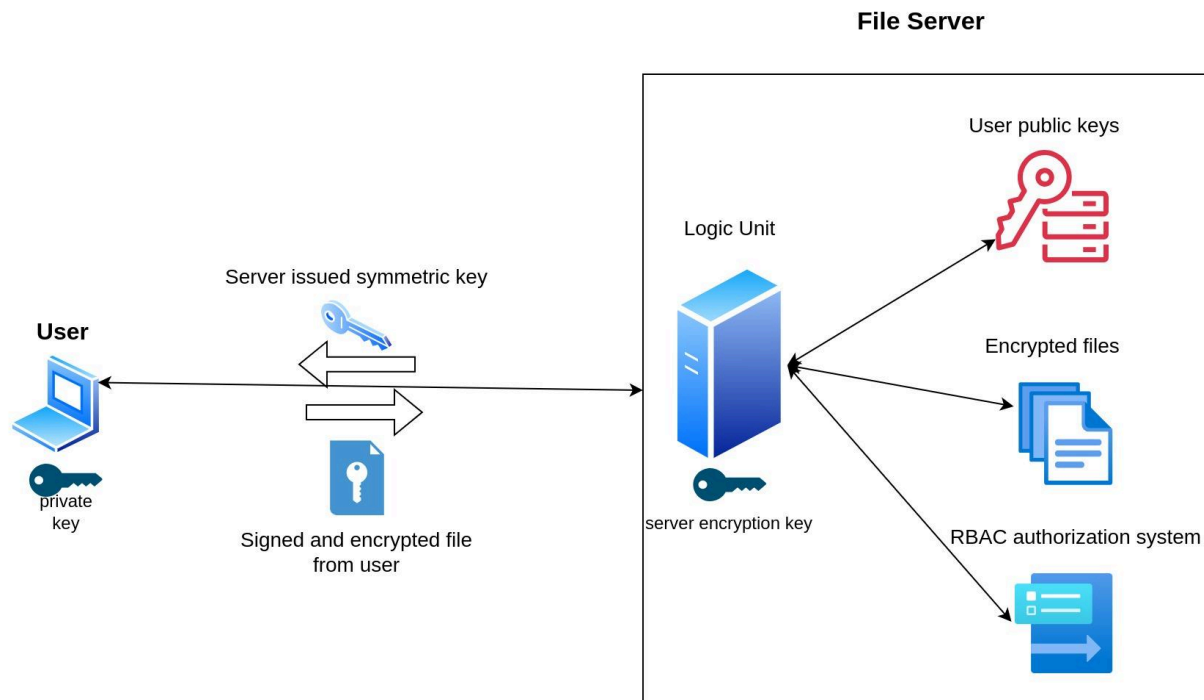 File Server
User public keys
Logic Unit
Server issued symmetric key
User
Encrypted files
private
key
server encryption key
Signed and encrypted file
from user
RBAC authorization system